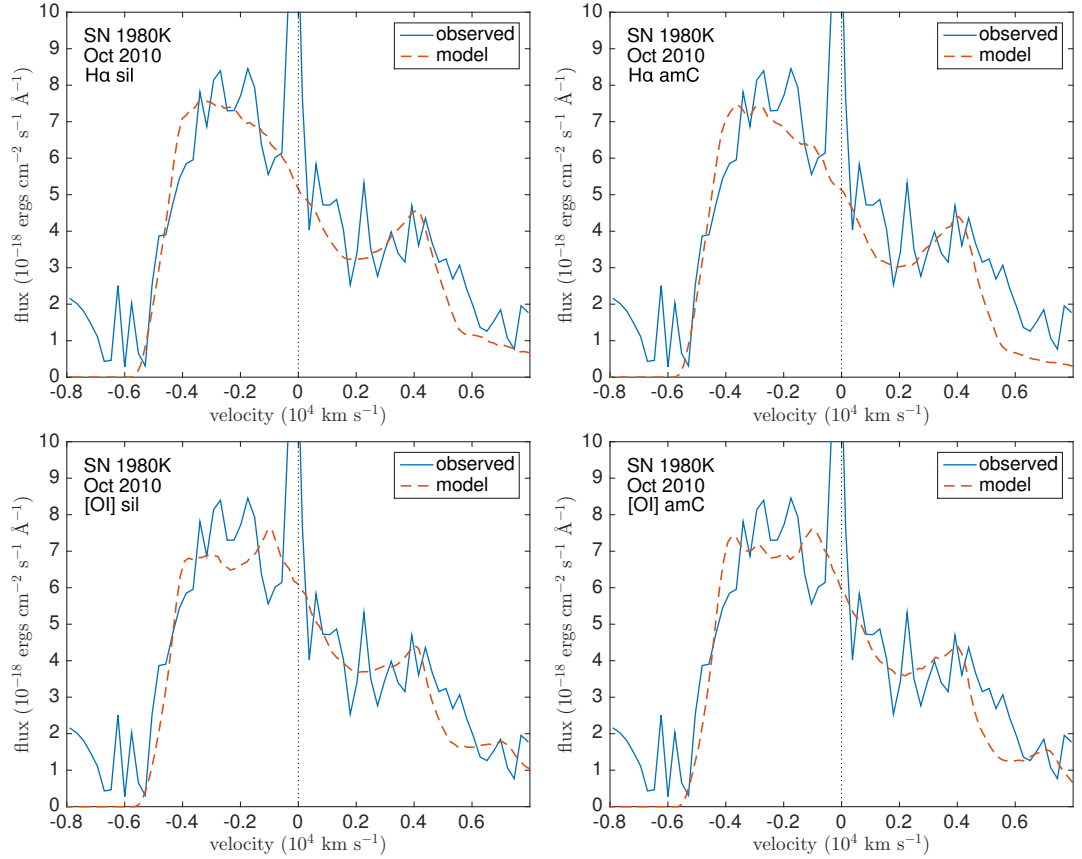 SN 1980K
Oct 2010
Hα sil
observed
model
flux (10⁻¹⁸ ergs cm⁻² s⁻¹ Å⁻¹)
10
9
8
7
6
5
4
3
2
1
0
-0.8 -0.6 -0.4 -0.2 0 0.2 0.4 0.6
velocity (10⁴ km s⁻¹)
SN 1980K
Oct 2010
Hα amC
observed
model
flux (10⁻¹⁸ ergs cm⁻² s⁻¹ Å⁻¹)
10
9
8
7
6
5
4
3
2
1
0
-0.8 -0.6 -0.4 -0.2 0 0.2 0.4 0.6
velocity (10⁴ km s⁻¹)
SN 1980K
Oct 2010
[OI] sil
observed
model
flux (10⁻¹⁸ ergs cm⁻² s⁻¹ Å⁻¹)
10
9
8
7
6
5
4
3
2
1
0
-0.8 -0.6 -0.4 -0.2 0 0.2 0.4 0.6
velocity (10⁴ km s⁻¹)
SN 1980K
Oct 2010
[OI] amC
observed
model
flux (10⁻¹⁸ ergs cm⁻² s⁻¹ Å⁻¹)
10
9
8
7
6
5
4
3
2
1
0
-0.8 -0.6 -0.4 -0.2 0 0.2 0.4 0.6
velocity (10⁴ km s⁻¹)